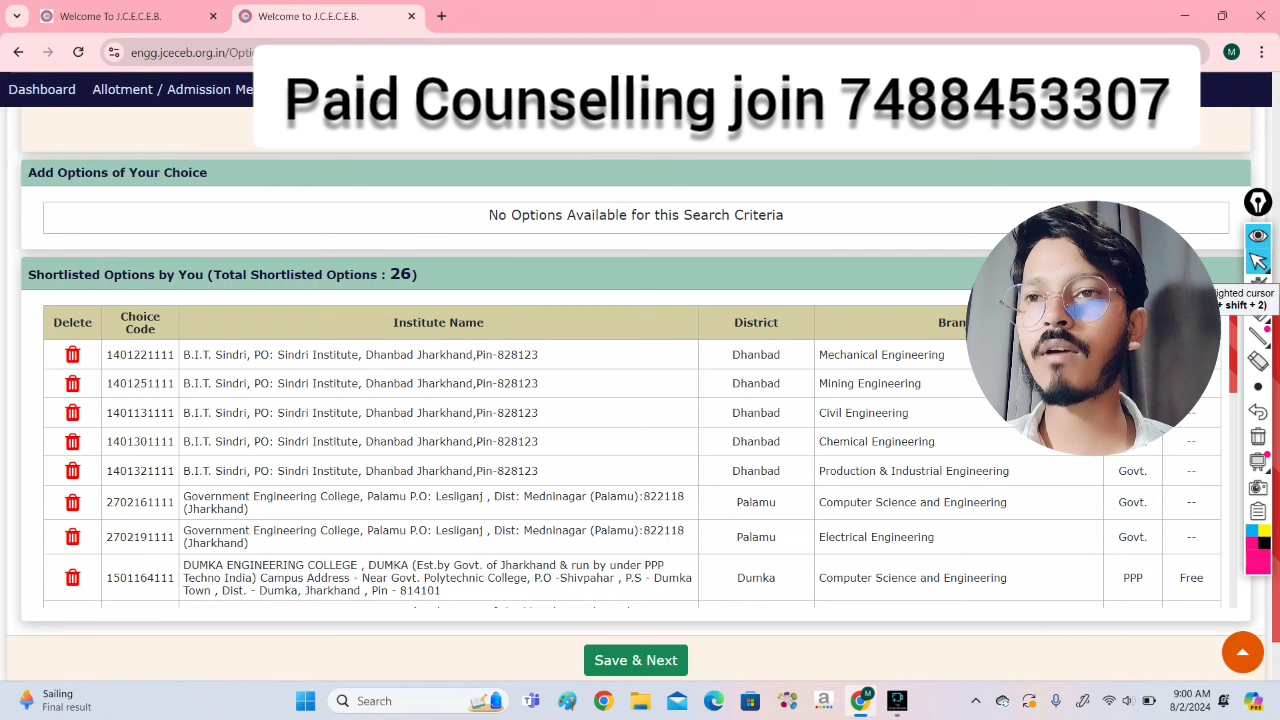 Welcome To J.C.E.C.E.B.
Welcome to J.C.E.C.E.B.
engg.jceceb.org.in/Opti
M
Paid Counselling join 7488453307
Dashboard Allotment / Admission Me
Add Options of Your Choice
No Options Available for this Search Criteria
Shortlisted Options by You (Total Shortlisted Options : 26)
ighted cursor
+ shift + 2)
Delete Choice Code Institute Name District Bran
1401221111 B.I.T. Sindri, PO: Sindri Institute, Dhanbad Jharkhand,Pin-828123 Dhanbad Mechanical Engineering
1401251111 B.I.T. Sindri, PO: Sindri Institute, Dhanbad Jharkhand,Pin-828123 Dhanbad Mining Engineering
1401131111 B.I.T. Sindri, PO: Sindri Institute, Dhanbad Jharkhand,Pin-828123 Dhanbad Civil Engineering --
1401301111 B.I.T. Sindri, PO: Sindri Institute, Dhanbad Jharkhand,Pin-828123 Dhanbad Chemical Engineering --
1401321111 B.I.T. Sindri, PO: Sindri Institute, Dhanbad Jharkhand,Pin-828123 Dhanbad Production & Industrial Engineering Govt. --
2702161111 Government Engineering College, Palamu P.O: Lesliganj , Dist: Medninagar (Palamu):822118
(Jharkhand) Palamu Computer Science and Engineering Govt. --
2702191111 Government Engineering College, Palamu P.O: Lesliganj , Dist: Medninagar (Palamu):822118
(Jharkhand) Palamu Electrical Engineering Govt. --
1501164111 DUMKA ENGINEERING COLLEGE , DUMKA (Est.by Govt. of Jharkhand & run by under PPP
Techno India) Campus Address - Near Govt. Polytechnic College, P.O -Shivpahar , P.S - Dumka
Town , Dist. - Dumka, Jharkhand , Pin - 814101 Dumka Computer Science and Engineering PPP Free
Save & Next
Sailing
Final result
Search
9:00 AM
8/2/2024